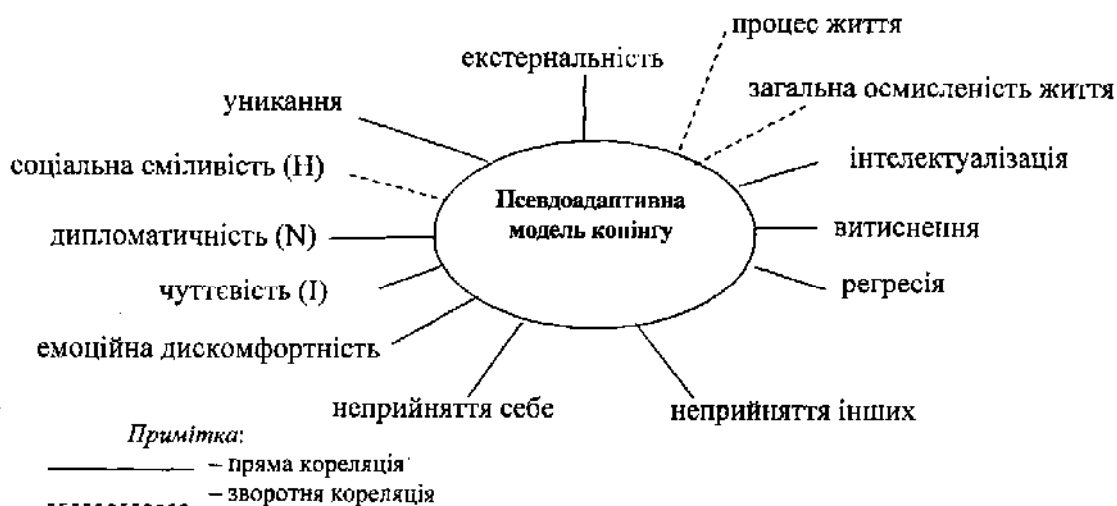 процес життя
екстернальність
загальна осмисленість життя
уникання
інтелектуалізація
соціальна сміливість (H)
Псевдоадаптивна
модель копінгу
дипломатичність (N)
витиснення
чуттєвість (I)
регресія
емоційна дискомфортність
неприйняття себе
неприйняття інших
Примітка:
– пряма кореляція
– зворотня кореляція